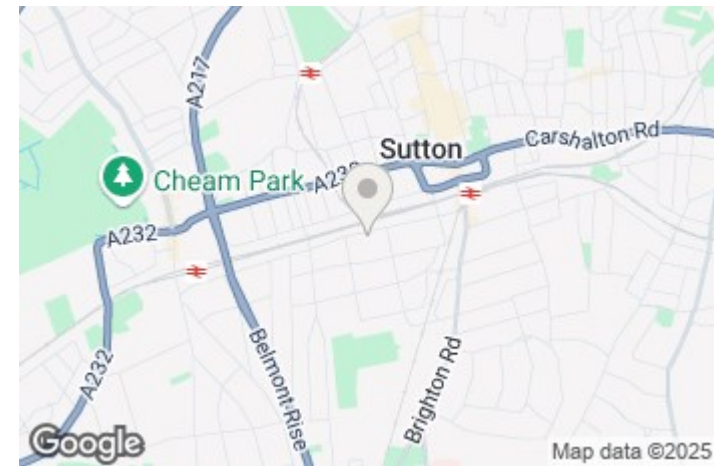 A217
Sutton
Carshalton Rd
Cheam Park
A232
A232
A232
Belmont Rise
Brighton Rd
Google
Map data ©2025